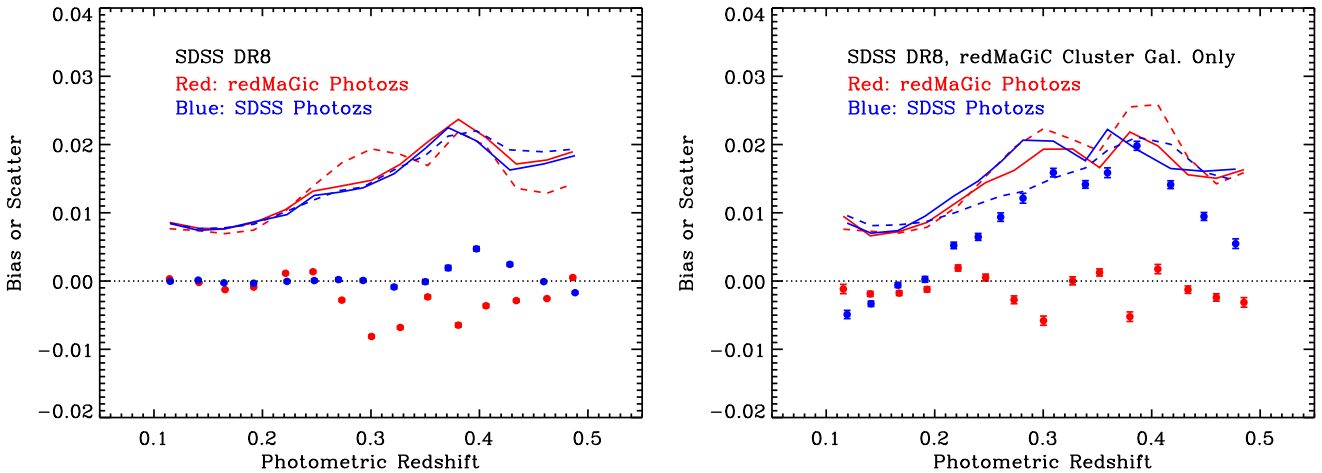 SDSS DR8
Red: redMaGic Photozs
Blue: SDSS Photozs
Bias or Scatter
0.04
0.03
0.02
0.01
0.00
−0.01
−0.02
0.1
0.2
0.3
0.4
0.5
Photometric Redshift
SDSS DR8, redMaGiC Cluster Gal. Only
Red: redMaGic Photozs
Blue: SDSS Photozs
Bias or Scatter
0.04
0.03
0.02
0.01
0.00
−0.01
−0.02
0.1
0.2
0.3
0.4
0.5
Photometric Redshift